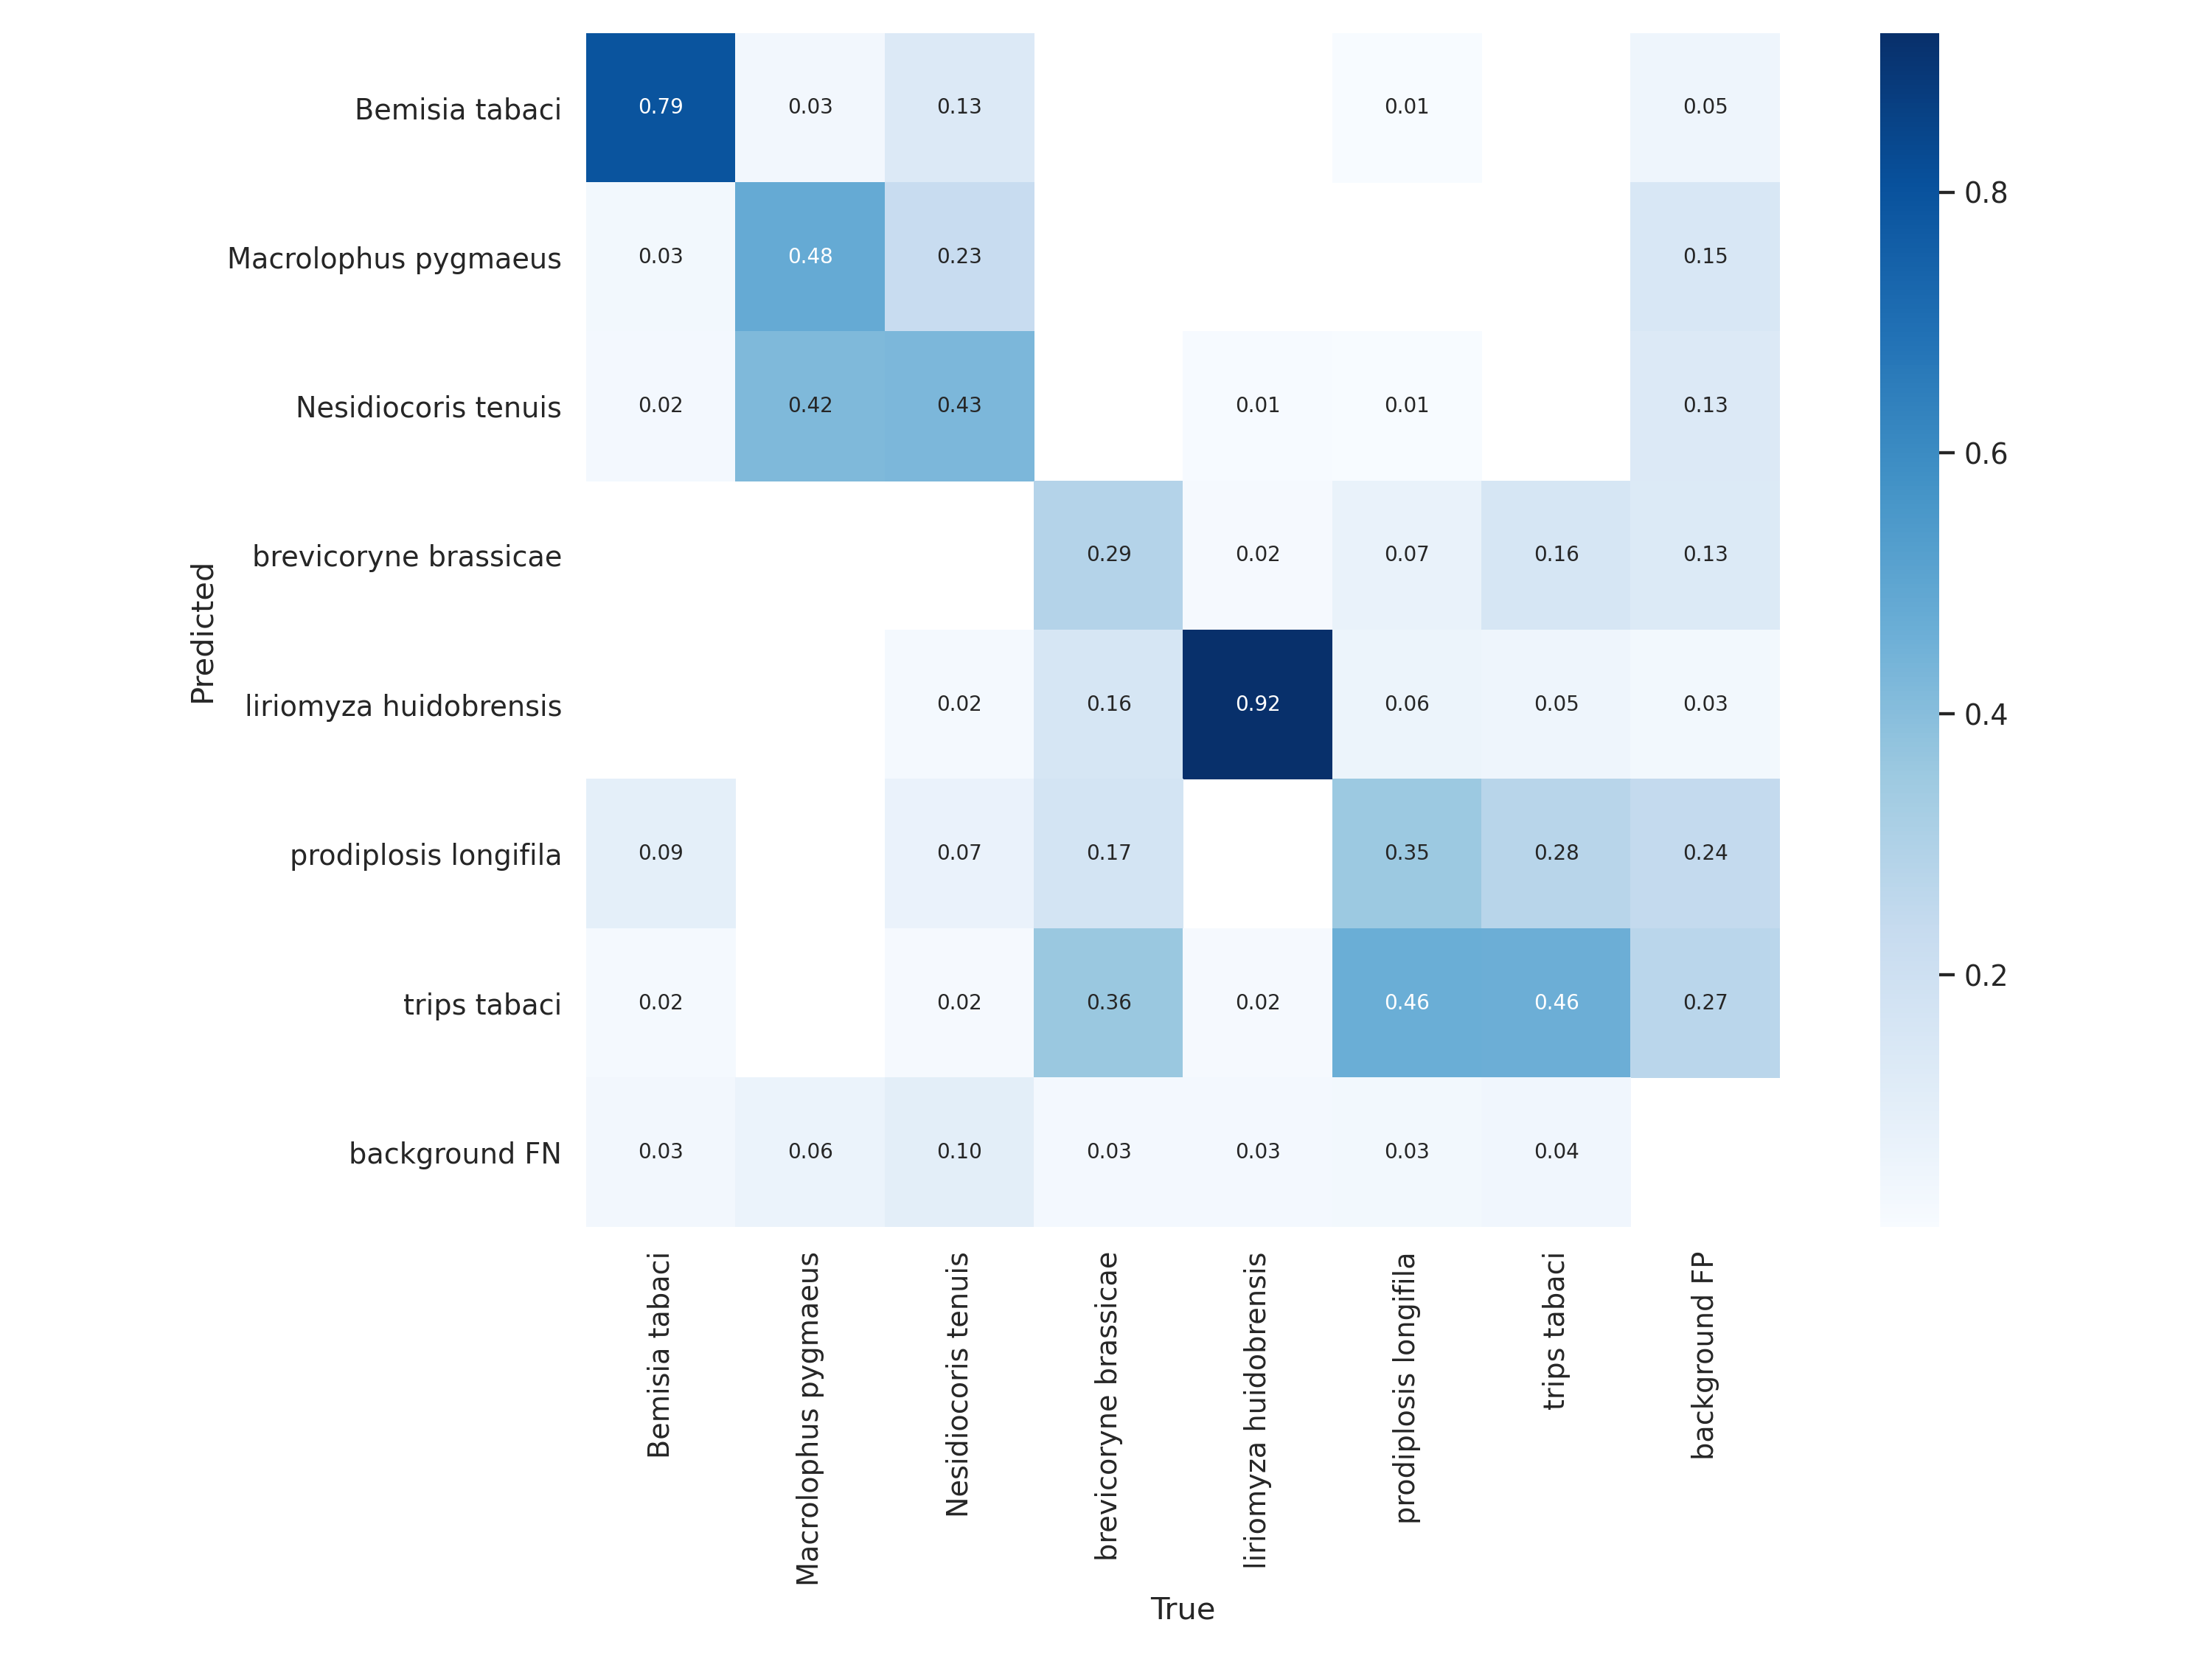 Bemisia tabaci 0.79 0.03 0.13 0.01 0.05
Macrolophus pygmaeus 0.03 0.48 0.23 0.15
Nesidiocoris tenuis 0.02 0.42 0.43 0.01 0.01 0.13
brevicoryne brassicae 0.29 0.02 0.07 0.16 0.13
liriomyza huidobrensis 0.02 0.16 0.92 0.06 0.05 0.03
prodiplosis longifila 0.09 0.07 0.17 0.35 0.28 0.24
trips tabaci 0.02 0.02 0.36 0.02 0.46 0.46 0.27
background FN 0.03 0.06 0.10 0.03 0.03 0.03 0.04
Predicted
Bemisia tabaci
Macrolophus pygmaeus
Nesidiocoris tenuis
brevicoryne brassicae
liriomyza huidobrensis
prodiplosis longifila
trips tabaci
background FP
True
0.8
0.6
0.4
0.2